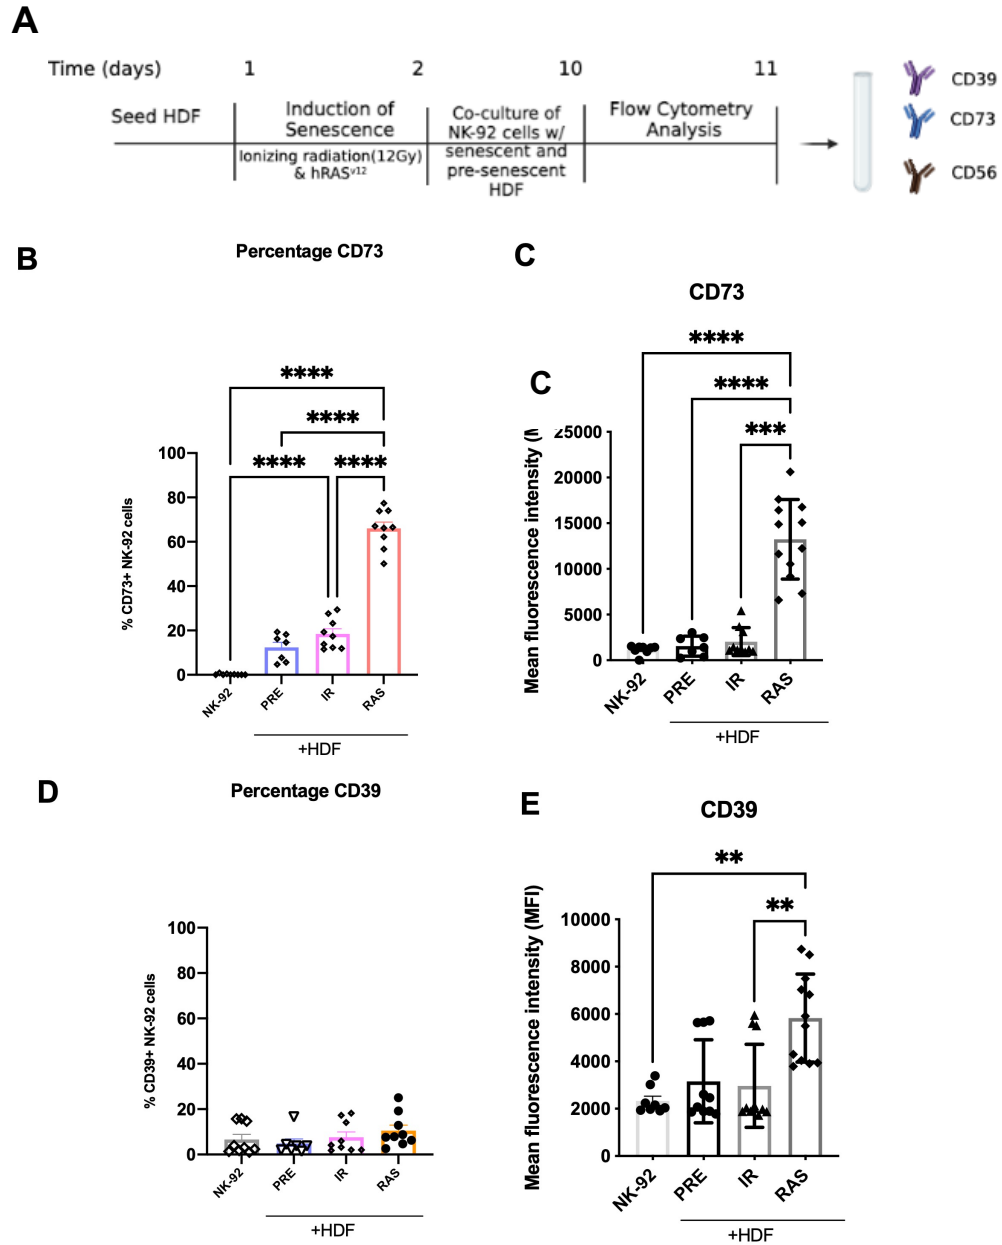 A
Time (days) 1 2 10 11
Seed HDF
Induction of
Senescence
Ionizing radiation(12Gy)
& hRASv12
Co-culture of
NK-92 cells w/
senescent and
pre-senescent
HDF
Flow Cytometry
Analysis
CD39
CD73
CD56
B
Percentage CD73
% CD73+ NK-92 cells
100
80
60
40
20
0
**** 
****
**** ****
NK-92 PRE IR RAS
+HDF
C
CD73
C
Mean fluorescence intensity (
25000
20000
15000
10000
5000
0
****
****
***
NK-92 PRE IR RAS
+HDF
D
Percentage CD39
% CD39+ NK-92 cells
100
80
60
40
20
0
NK-92 PRE IR RAS
+HDF
E
CD39
Mean fluorescence intensity (MFI)
10000
8000
6000
4000
2000
0
**
**
NK-92 PRE IR RAS
+HDF